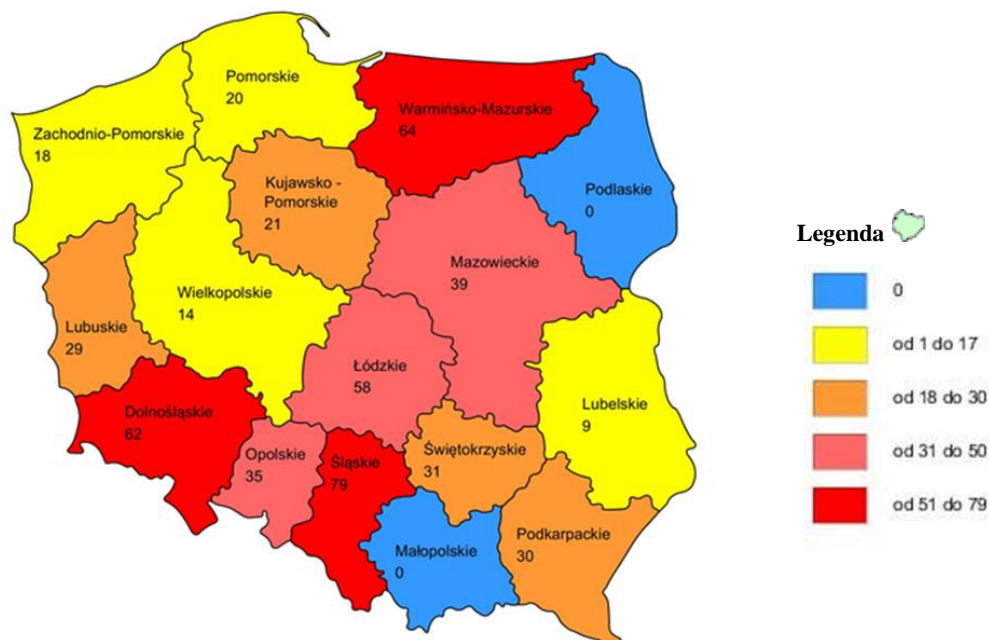 Pomorskie
20
Warmińsko-Mazurskie
64
Zachodnio-Pomorskie
18
Kujawsko -
Pomorskie
21
Podlaskie
0
Mazowieckie
39
Wielkopolskie
14
Lubuskie
29
Łódzkie
58
Dolnośląskie
62
Lubelskie
9
Opolskie
35
Śląskie
79
Świętokrzyskie
31
Małopolskie
0
Podkarpackie
30
Legenda
0
od 1 do 17
od 18 do 30
od 31 do 50
od 51 do 79